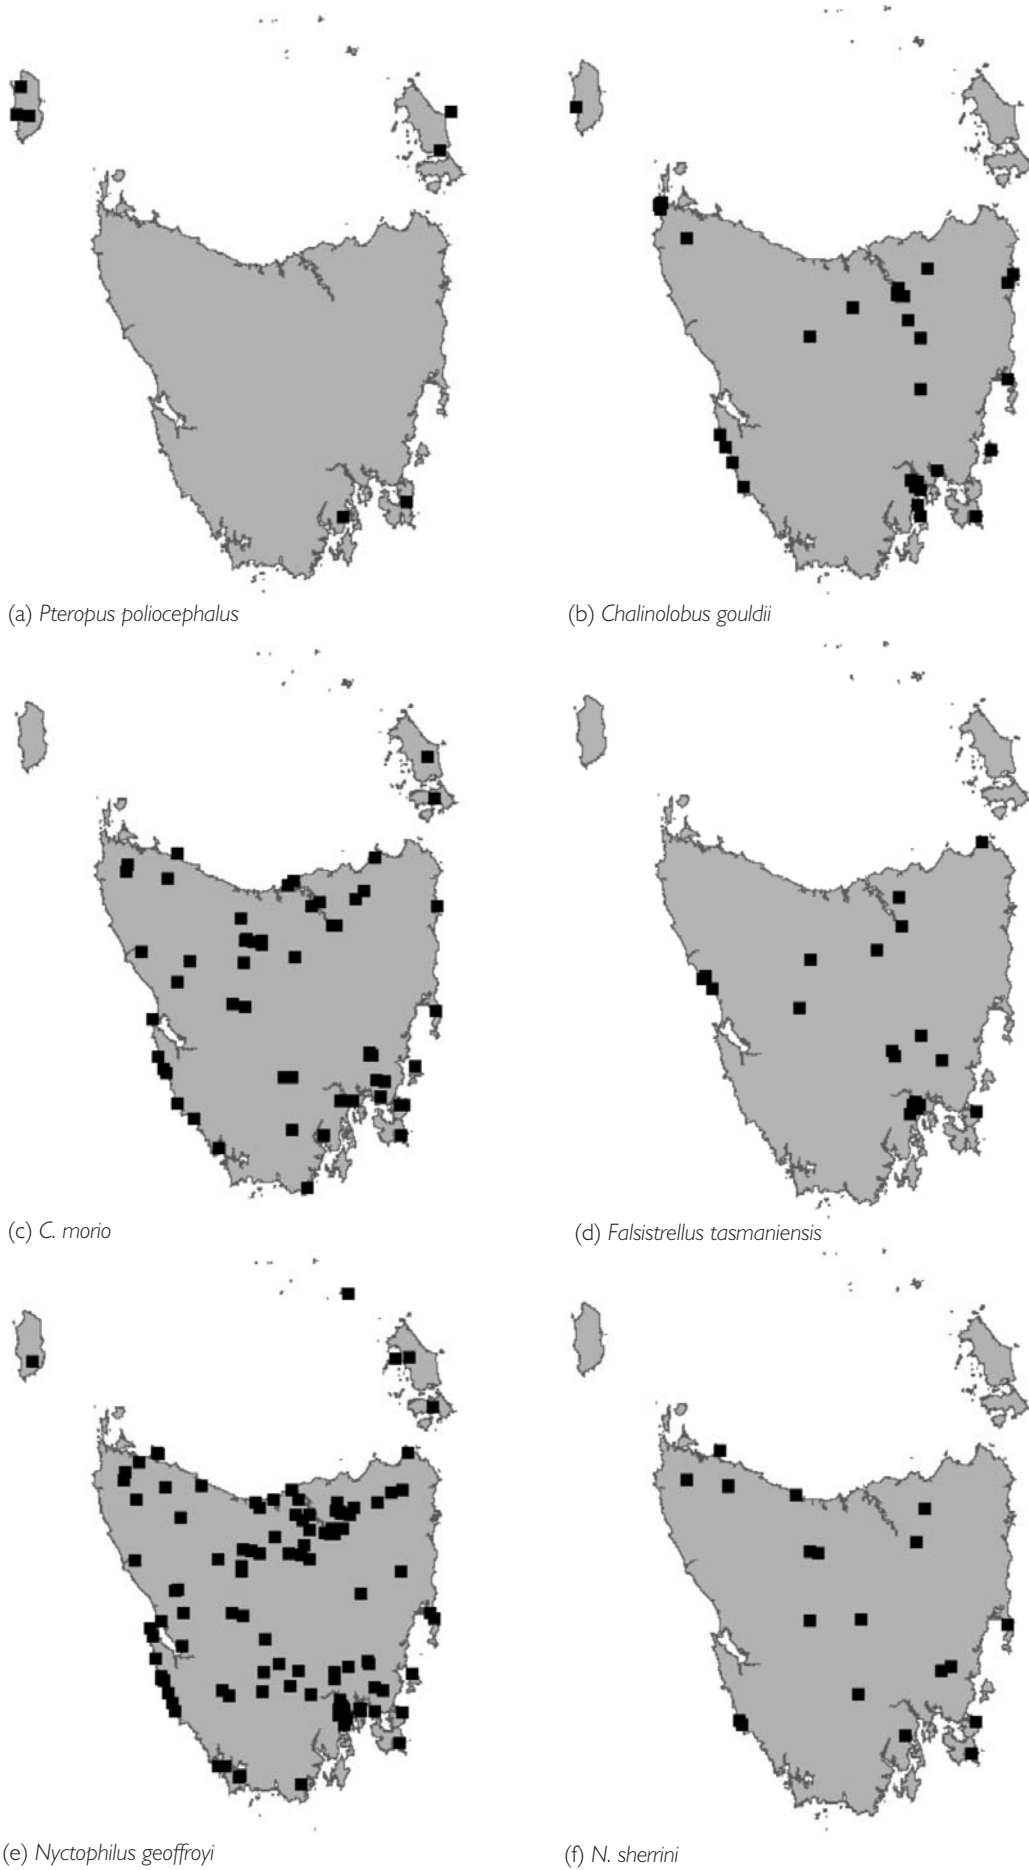 (a) Pteropus poliocephalus
(b) Chalinolobus gouldii
(c) C. morio
(d) Falsistrellus tasmaniensis
(e) Nyctophilus geoffroyi
(f) N. sherrini